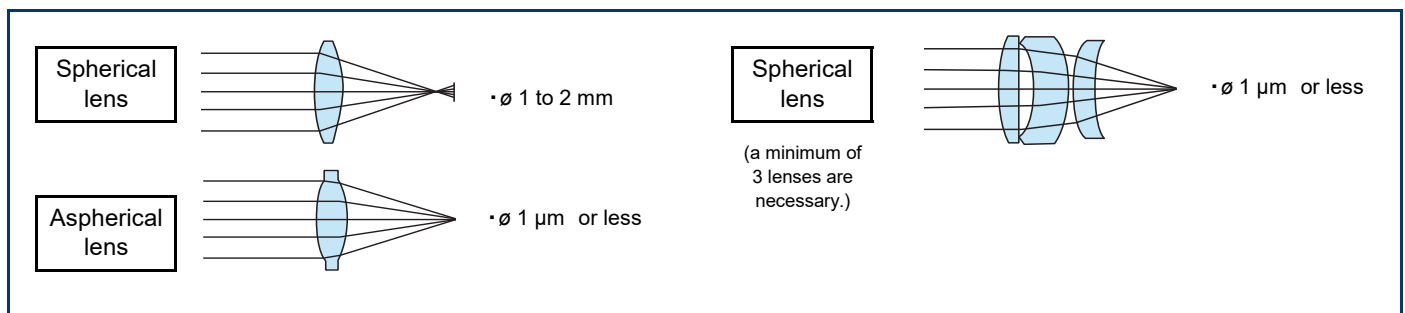 Spherical
lens
· ø 1 to 2 mm
Aspherical
lens
· ø 1 µm or less
Spherical
lens
(a minimum of
3 lenses are
necessary.)
· ø 1 µm or less